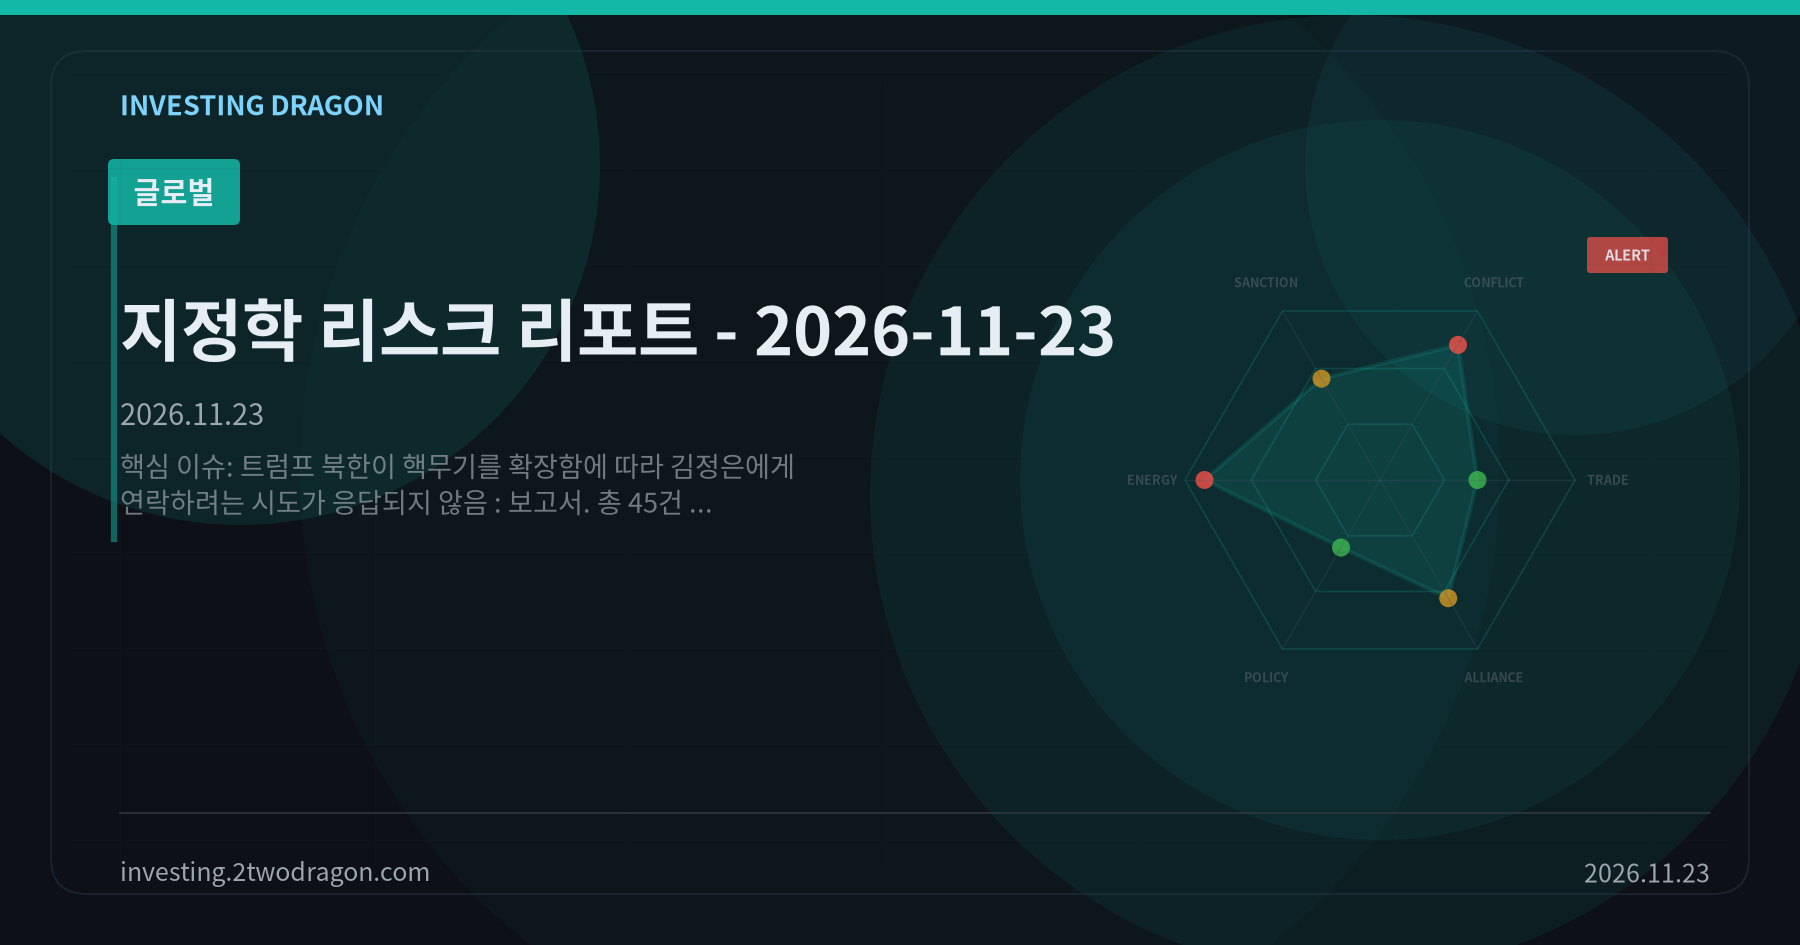 INVESTING DRAGON
글로벌
지정학 리스크 리포트 - 2026-11-23
2026.11.23
핵심 이슈: 트럼프 북한이 핵무기를 확장함에 따라 김정은에게
연락하려는 시도가 응답되지 않음 : 보고서. 총 45건 ...
ALERT
SANCTION
CONFLICT
ENERGY
TRADE
POLICY
ALLIANCE
investing.2twodragon.com
2026.11.23